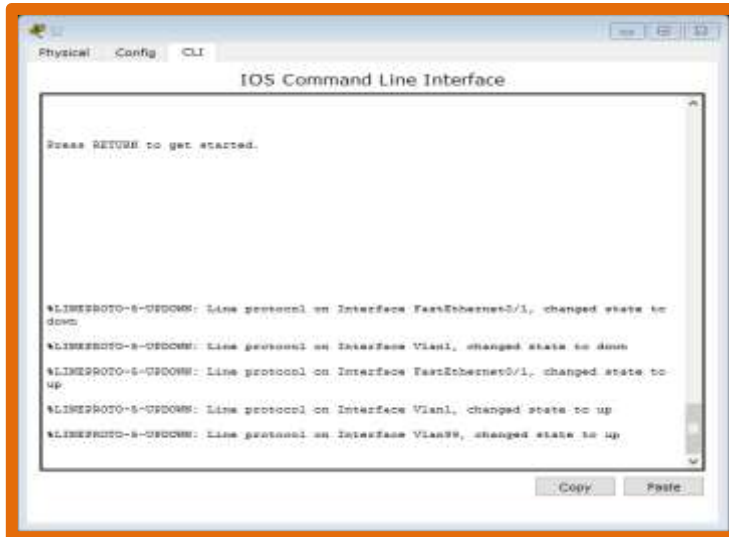 Physical Config CLI
IOS Command Line Interface
Press RETURN to get started.
%LINEPROTO-5-UPDOWN: Line protocol on Interface FastEthernet0/1, changed state to
down
%LINEPROTO-5-UPDOWN: Line protocol on Interface Vlan1, changed state to down
%LINEPROTO-5-UPDOWN: Line protocol on Interface FastEthernet0/1, changed state to
up
%LINEPROTO-5-UPDOWN: Line protocol on Interface Vlan1, changed state to up
%LINEPROTO-5-UPDOWN: Line protocol on Interface Vlan99, changed state to up
Copy Paste